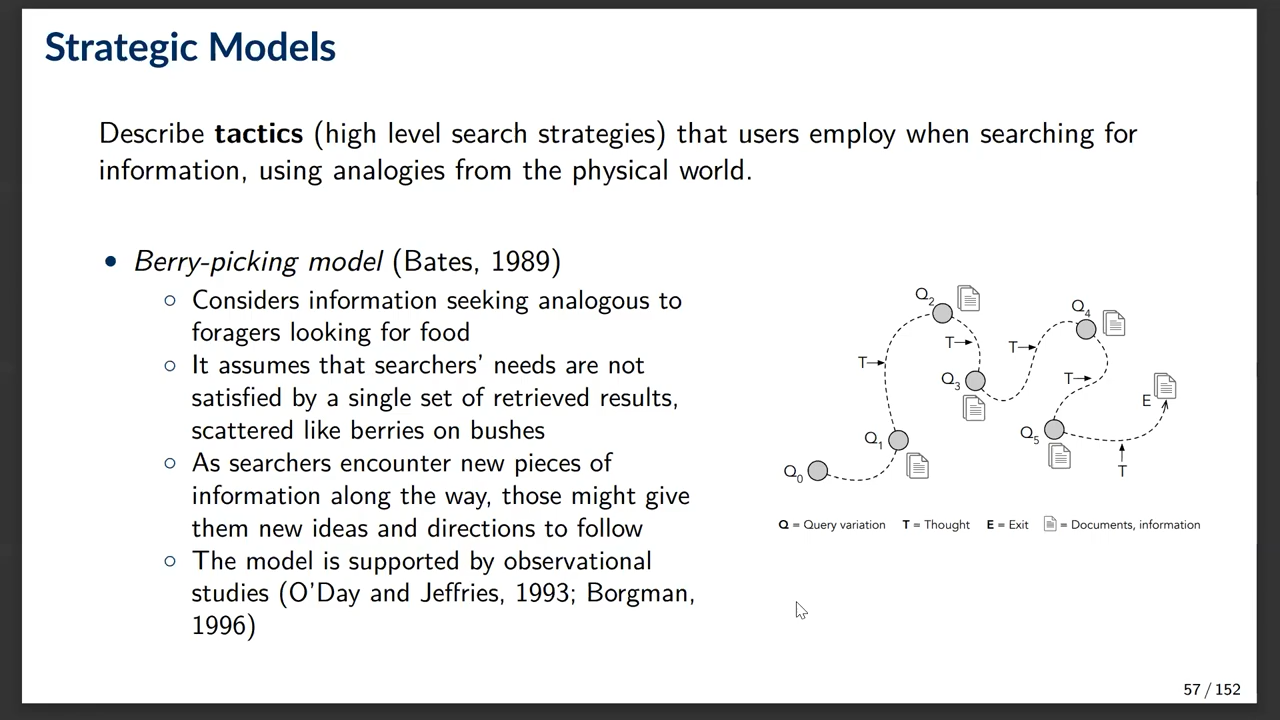 Strategic Models
Describe tactics (high level search strategies) that users employ when searching for
information, using analogies from the physical world.
• Berry-picking model (Bates, 1989)
○ Considers information seeking analogous to
foragers looking for food
○ It assumes that searchers' needs are not
satisfied by a single set of retrieved results,
scattered like berries on bushes
○ As searchers encounter new pieces of
information along the way, those might give
them new ideas and directions to follow
○ The model is supported by observational
studies (O'Day and Jeffries, 1993; Borgman,
1996)
Q0
Q1
T
Q2
T
Q3
T
Q4
T
Q5
T
E
Q = Query variation T = Thought E = Exit = Documents, information
57 / 152